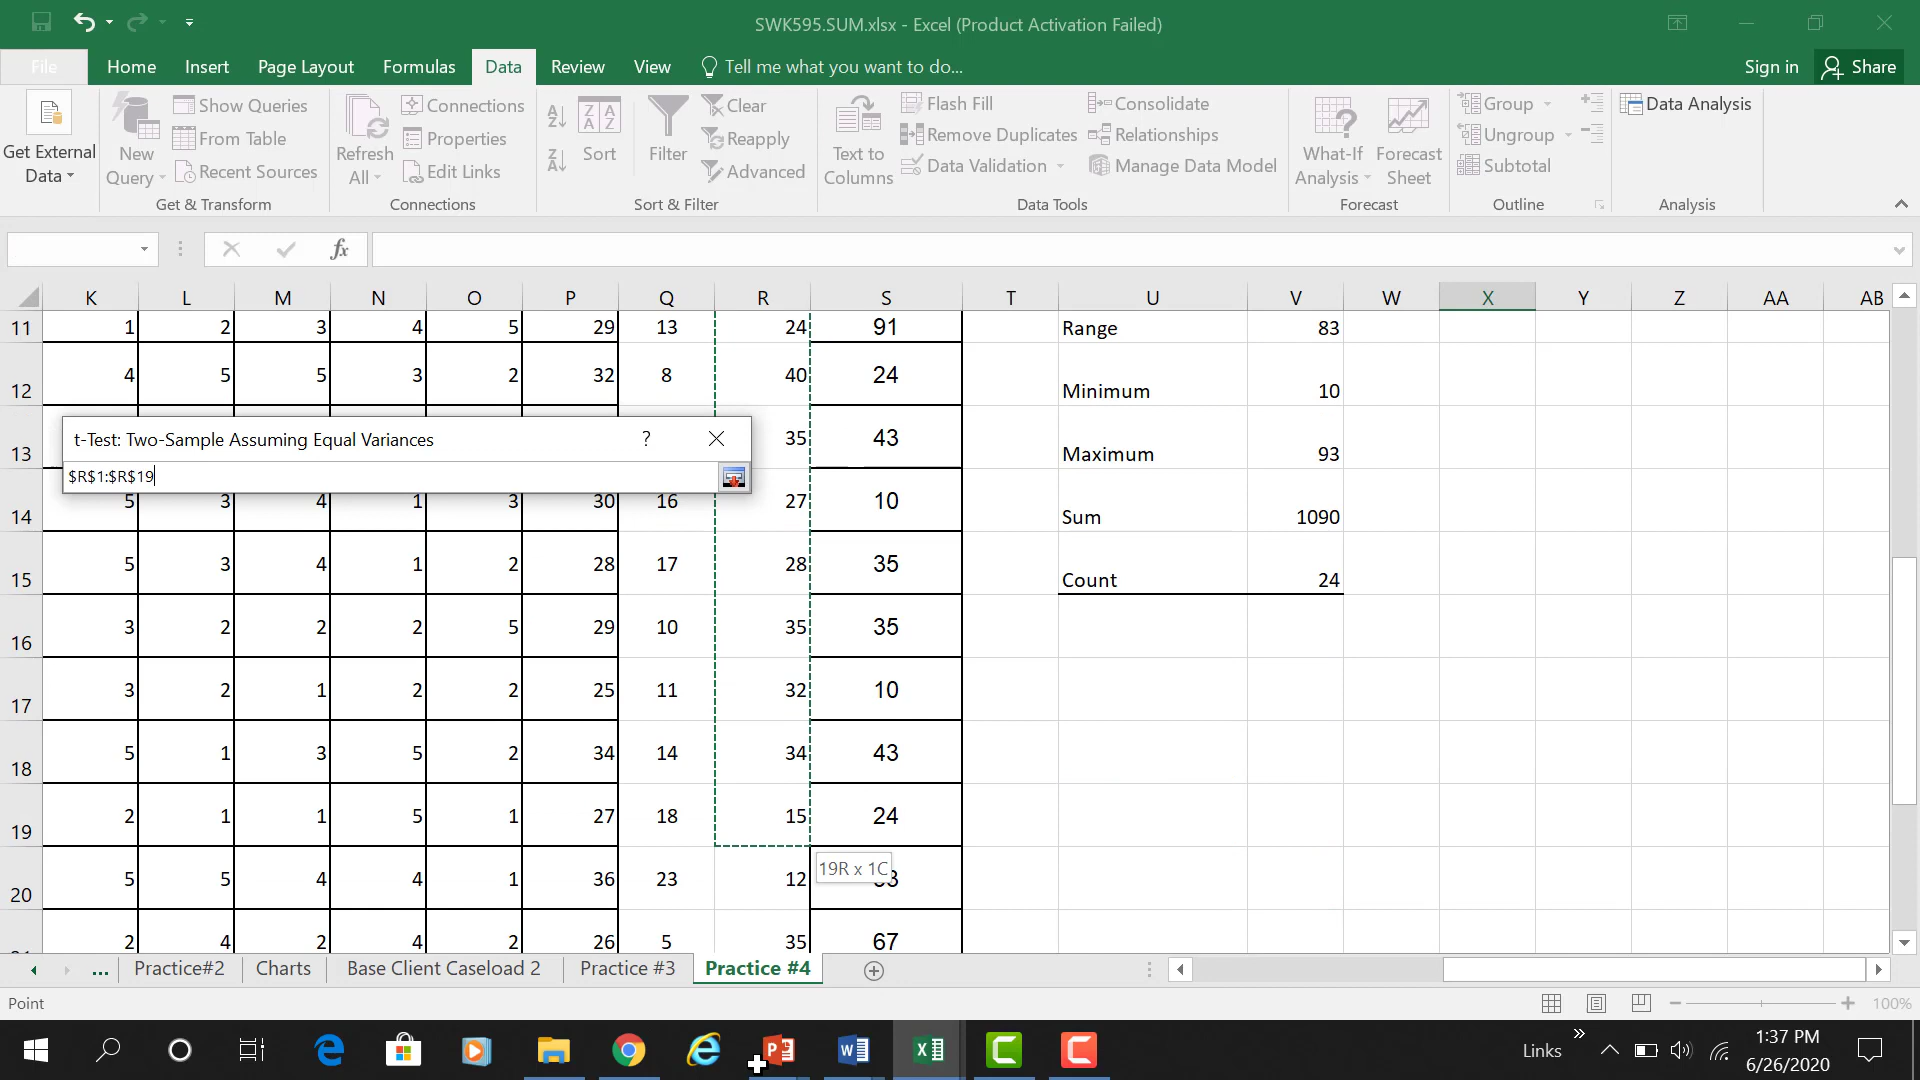 SWK595.SUM.xlsx - Excel (Product Activation Failed)
File Home Insert Page Layout Formulas Data Review View Tell me what you want to do... Sign in Share
Get External Data
New Query
Show Queries
From Table
Recent Sources
Get & Transform
Refresh All
Connections
Properties
Edit Links
Connections
Sort
Filter
Clear
Reapply
Advanced
Sort & Filter
Text to Columns
Flash Fill
Remove Duplicates
Data Validation
Consolidate
Relationships
Manage Data Model
Data Tools
What-If Analysis
Forecast Sheet
Forecast
Group
Ungroup
Subtotal
Outline
Data Analysis
Analysis
fx
K L M N O P Q R S T U V W X Y Z AA AB
11 1 2 3 4 5 29 13 24 91 Range 83
12 4 5 5 3 2 32 8 40 24 Minimum 10
13 35 43 Maximum 93
t-Test: Two-Sample Assuming Equal Variances ?
$R$1:$R$19
14 5 3 4 1 3 30 16 27 10 Sum 1090
15 5 3 4 1 2 28 17 28 35 Count 24
16 3 2 2 2 5 29 10 35 35
17 3 2 1 2 2 25 11 32 10
18 5 1 3 5 2 34 14 34 43
19 2 1 1 5 1 27 18 15 24
20 5 5 4 4 1 36 23 12
19R x 1C
2 4 2 4 2 26 5 35 67
... Practice#2 Charts Base Client Caseload 2 Practice #3 Practice #4
Point 100%
Links 1:37 PM
6/26/2020